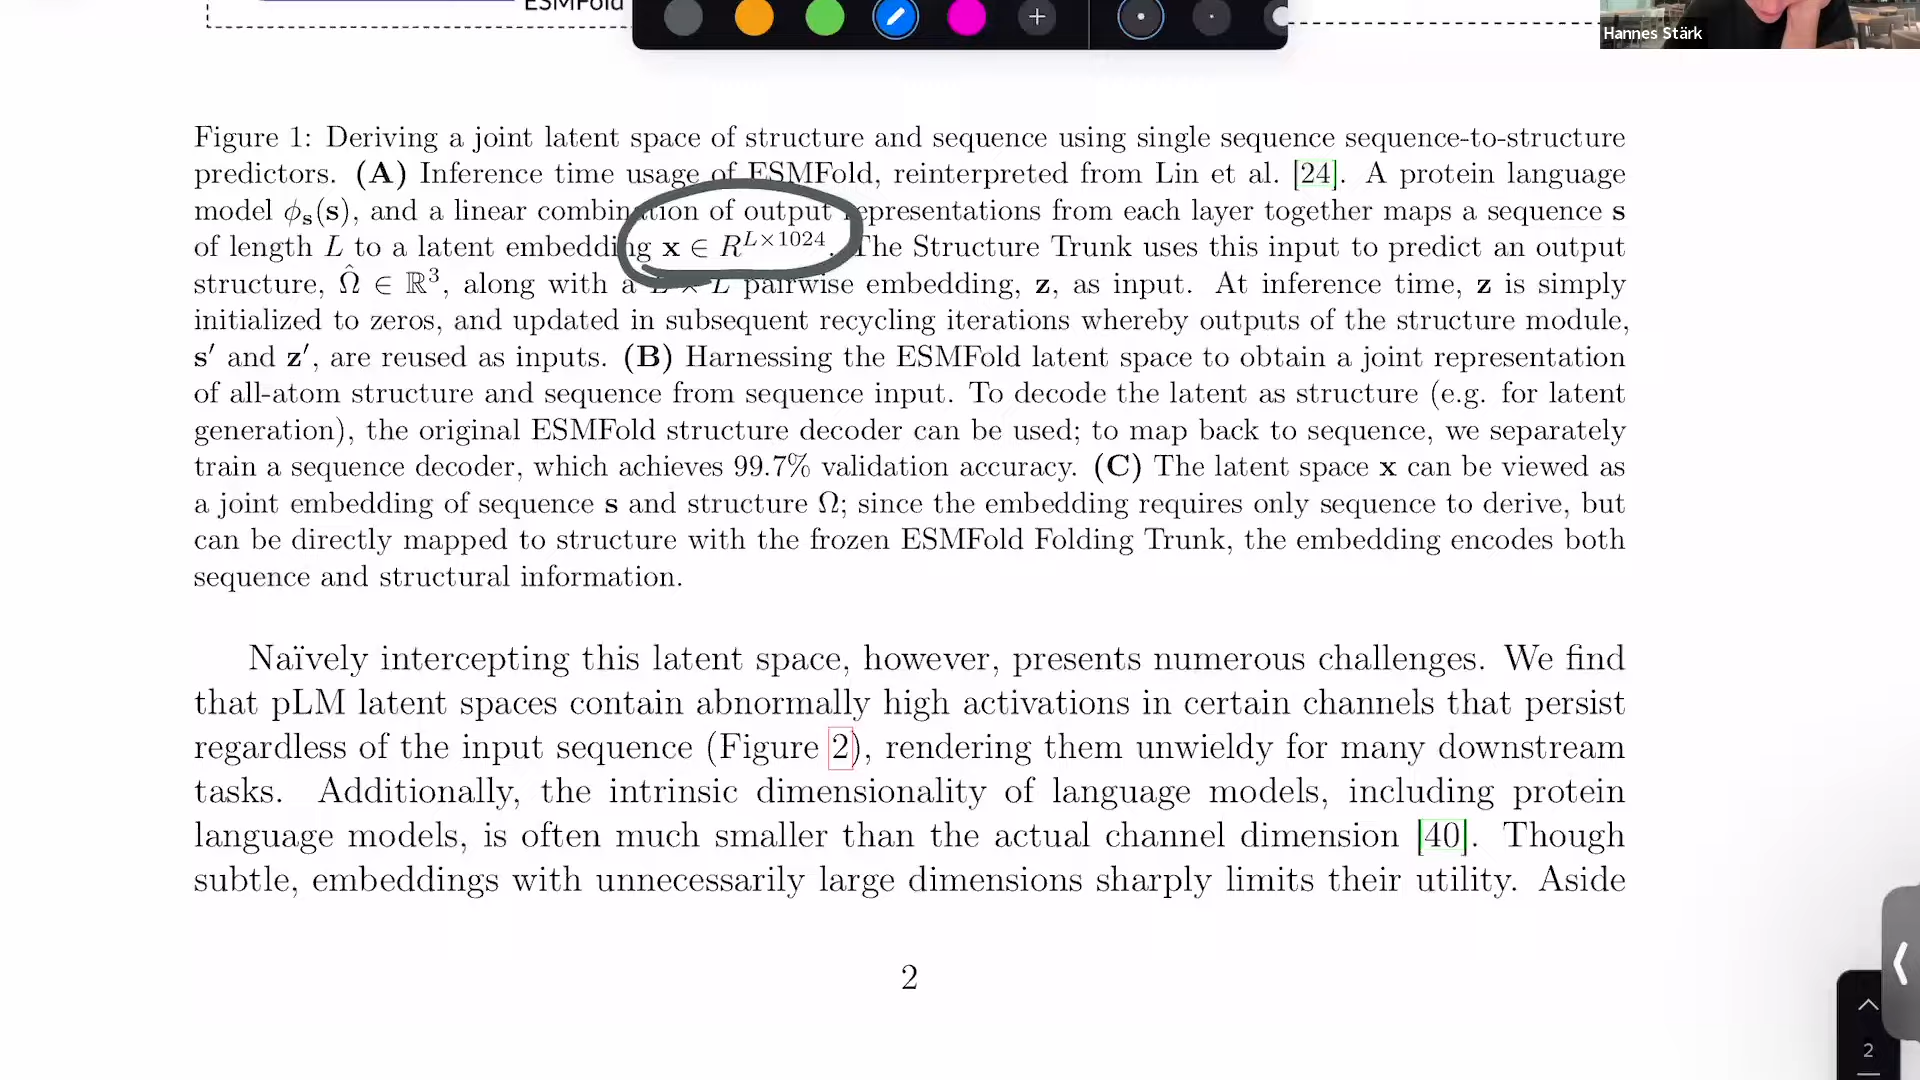 ESMFold
Hannes Stärk
Figure 1: Deriving a joint latent space of structure and sequence using single sequence sequence-to-structure
predictors. (A) Inference time usage of ESMFold, reinterpreted from Lin et al. [24]. A protein language
model ϕₛ(s), and a linear combination of output representations from each layer together maps a sequence s
of length L to a latent embedding x ∈ R^{L×1024}. The Structure Trunk uses this input to predict an output
structure, Ω̂ ∈ ℝ³, along with a L × L pairwise embedding, z, as input. At inference time, z is simply
initialized to zeros, and updated in subsequent recycling iterations whereby outputs of the structure module,
s′ and z′, are reused as inputs. (B) Harnessing the ESMFold latent space to obtain a joint representation
of all-atom structure and sequence from sequence input. To decode the latent as structure (e.g. for latent
generation), the original ESMFold structure decoder can be used; to map back to sequence, we separately
train a sequence decoder, which achieves 99.7% validation accuracy. (C) The latent space x can be viewed as
a joint embedding of sequence s and structure Ω; since the embedding requires only sequence to derive, but
can be directly mapped to structure with the frozen ESMFold Folding Trunk, the embedding encodes both
sequence and structural information.
Naïvely intercepting this latent space, however, presents numerous challenges. We find
that pLM latent spaces contain abnormally high activations in certain channels that persist
regardless of the input sequence (Figure 2), rendering them unwieldy for many downstream
tasks. Additionally, the intrinsic dimensionality of language models, including protein
language models, is often much smaller than the actual channel dimension [40]. Though
subtle, embeddings with unnecessarily large dimensions sharply limits their utility. Aside
2
2